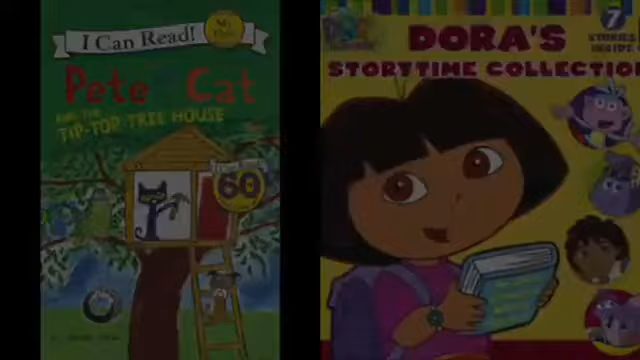 I Can Read!
My
First
Pete the Cat
AND THE
TIP-TOP TREE HOUSE
60
7
STORIES
INSIDE
DORA'S
STORYTIME COLLECTION